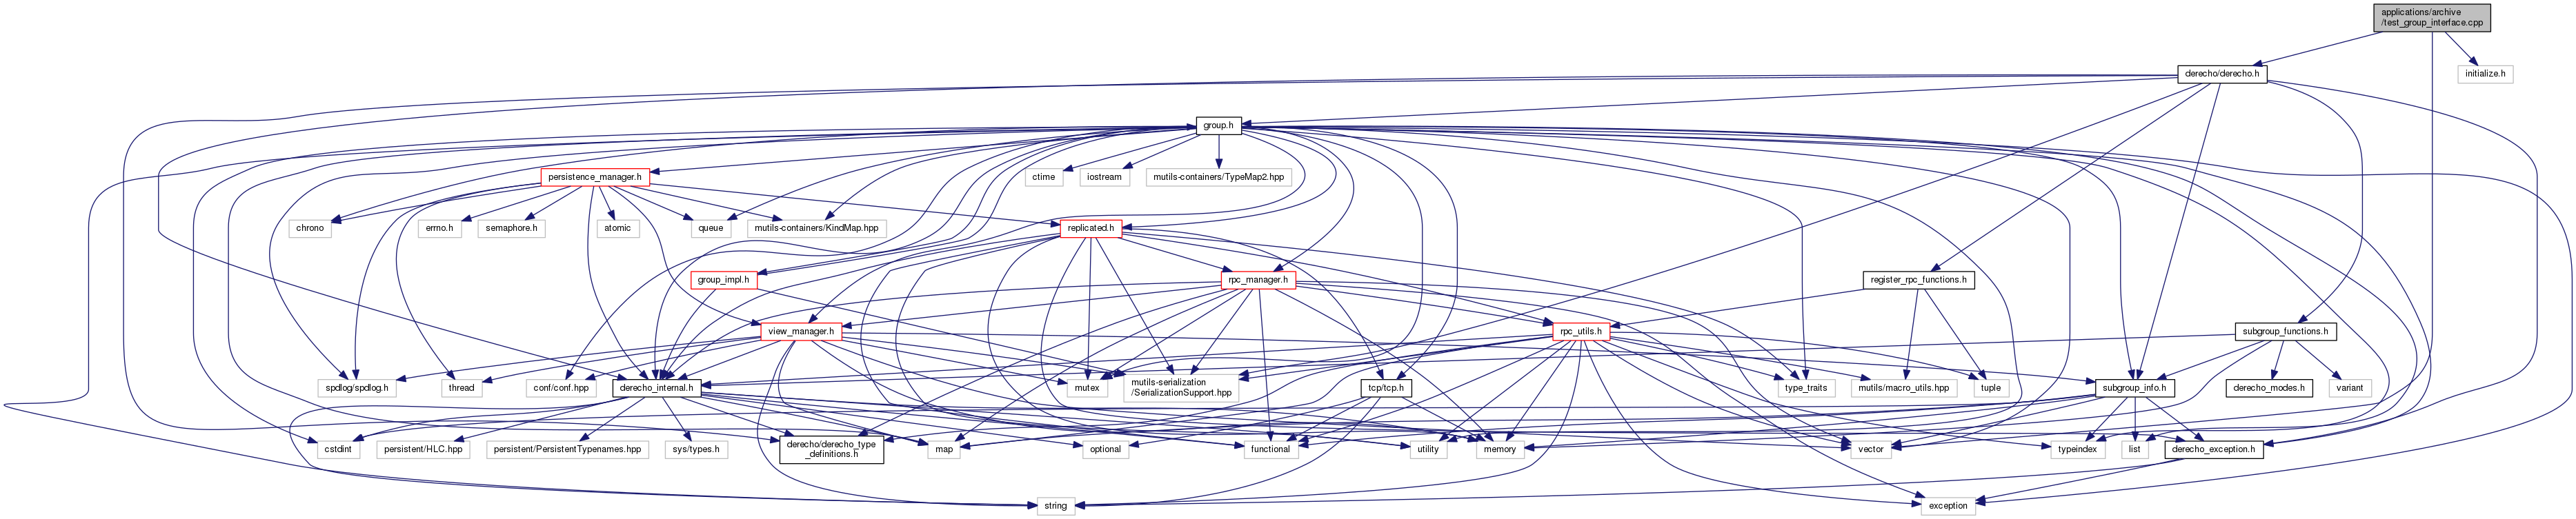 applications/archive
/test_group_interface.cpp
derecho/derecho.h
initialize.h
group.h
persistence_manager.h
ctime
iostream
mutils-containers/TypeMap2.hpp
chrono
errno.h
semaphore.h
atomic
queue
mutils-containers/KindMap.hpp
replicated.h
group_impl.h
rpc_manager.h
register_rpc_functions.h
view_manager.h
rpc_utils.h
subgroup_functions.h
spdlog/spdlog.h
thread
conf/conf.hpp
derecho_internal.h
mutex
mutils-serialization
/SerializationSupport.hpp
tcp/tcp.h
type_traits
mutils/macro_utils.hpp
tuple
subgroup_info.h
derecho_modes.h
variant
cstdint
persistent/HLC.hpp
persistent/PersistentTypenames.hpp
sys/types.h
derecho/derecho_type
_definitions.h
map
optional
functional
utility
memory
vector
typeindex
list
derecho_exception.h
string
exception